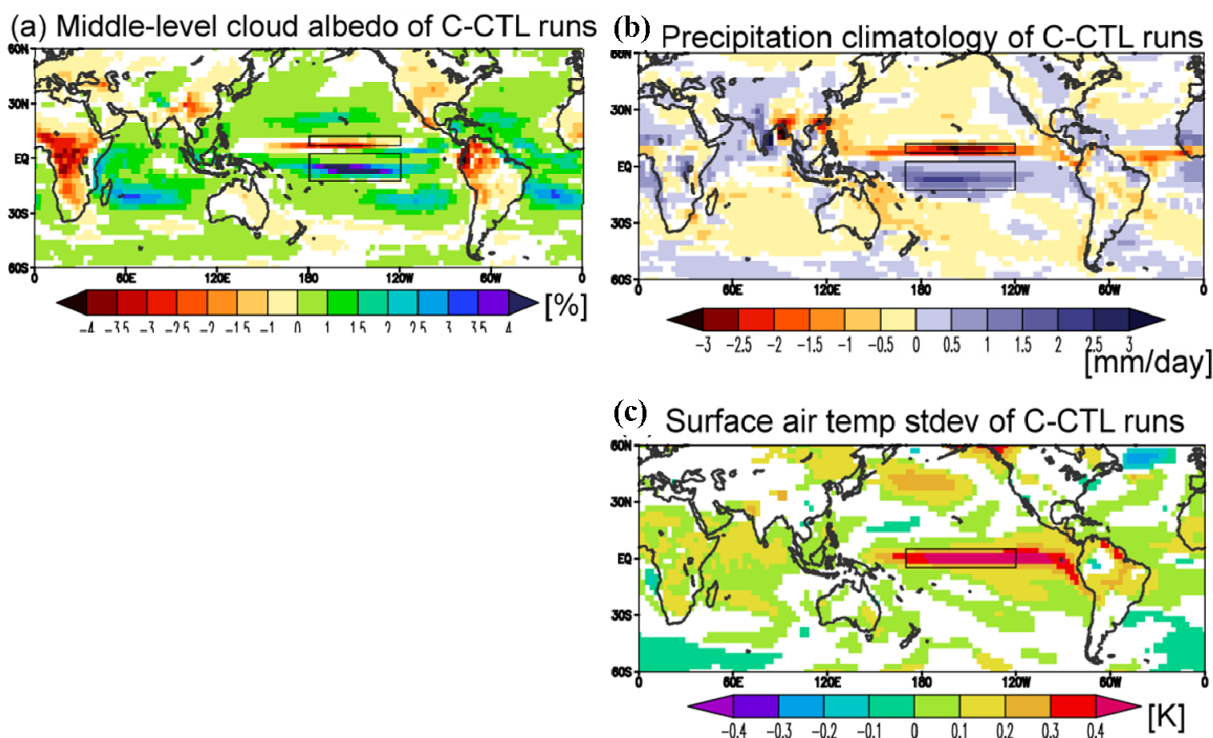 (a) Middle-level cloud albedo of C-CTL runs
60N
30N
EQ
30S
60S
0 60E 120E 180 120W 60W 0
-4 -3.5 -3 -2.5 -2 -1.5 -1 0 1 1.5 2 2.5 3 3.5 4
[%]
(b) Precipitation climatology of C-CTL runs
60N
30N
EQ
30S
60S
0 60E 120E 180 120W 60W 0
-3 -2.5 -2 -1.5 -1 -0.5 0 0.5 1 1.5 2 2.5 3
[mm/day]
(c) Surface air temp stdev of C-CTL runs
60N
30N
EQ
30S
60S
0 60E 120E 180 120W 60W 0
-0.4 -0.3 -0.2 -0.1 0 0.1 0.2 0.3 0.4
[K]